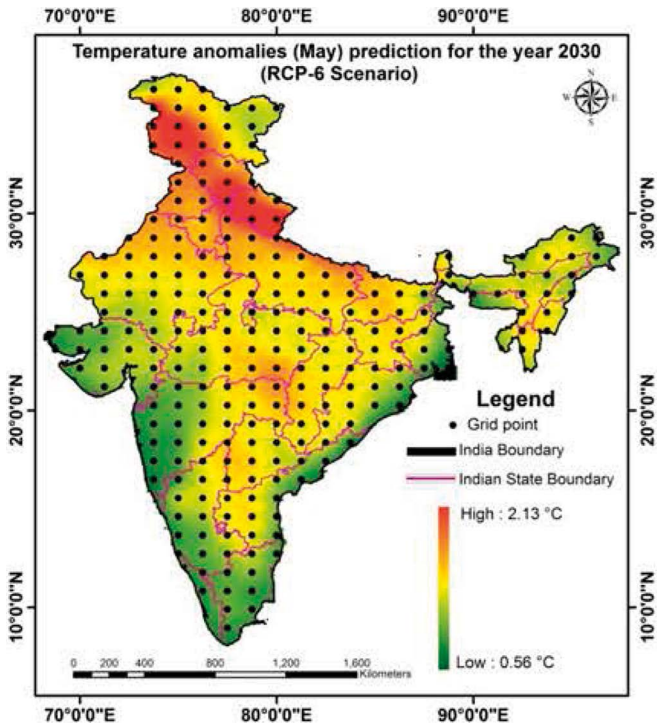 70°0'0"E 80°0'0"E 90°0'0"E
Temperature anomalies (May) prediction for the year 2030
(RCP-6 Scenario)
N
W E
S
30°0'0"N 30°0'0"N
20°0'0"N 20°0'0"N
10°0'0"N 10°0'0"N
Legend
Grid point
India Boundary
Indian State Boundary
High : 2.13 °C
Low : 0.56 °C
0 200 400 800 1,200 1,600
Kilometers
70°0'0"E 80°0'0"E 90°0'0"E